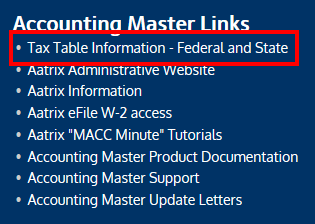 Accounting Master Links
Tax Table Information - Federal and State
Aatrix Administrative Website
Aatrix Information
Aatrix eFile W-2 access
Aatrix "MACC Minute" Tutorials
Accounting Master Product Documentation
Accounting Master Support
Accounting Master Update Letters